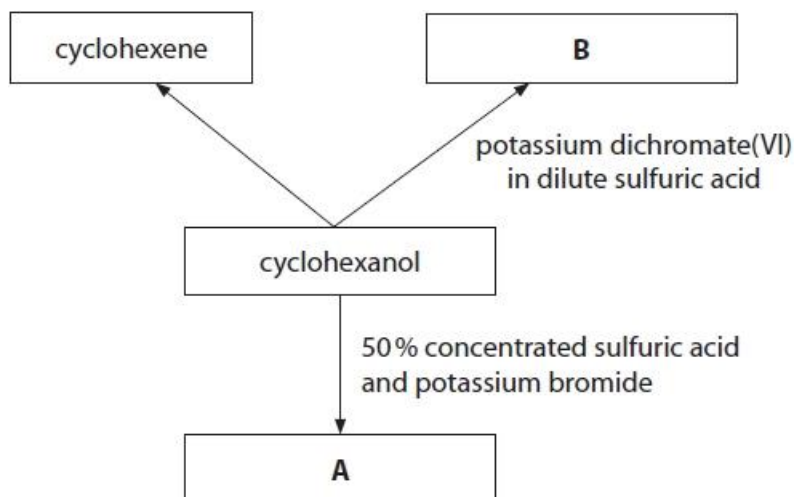 cyclohexene
B
potassium dichromate(VI)
in dilute sulfuric acid
cyclohexanol
50% concentrated sulfuric acid
and potassium bromide
A